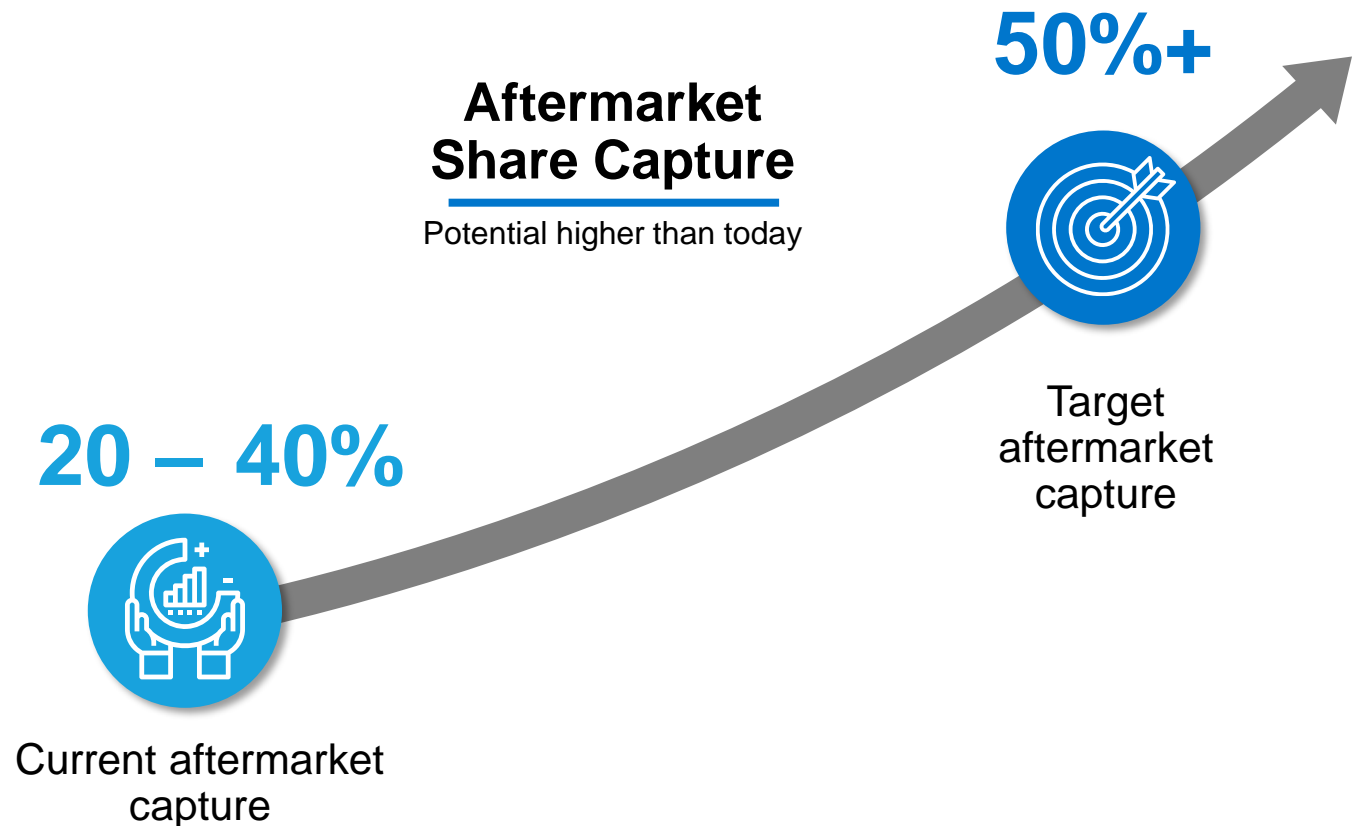 50%+
Aftermarket
Share Capture
Potential higher than today
20 – 40%
Target
aftermarket
capture
Current aftermarket
capture